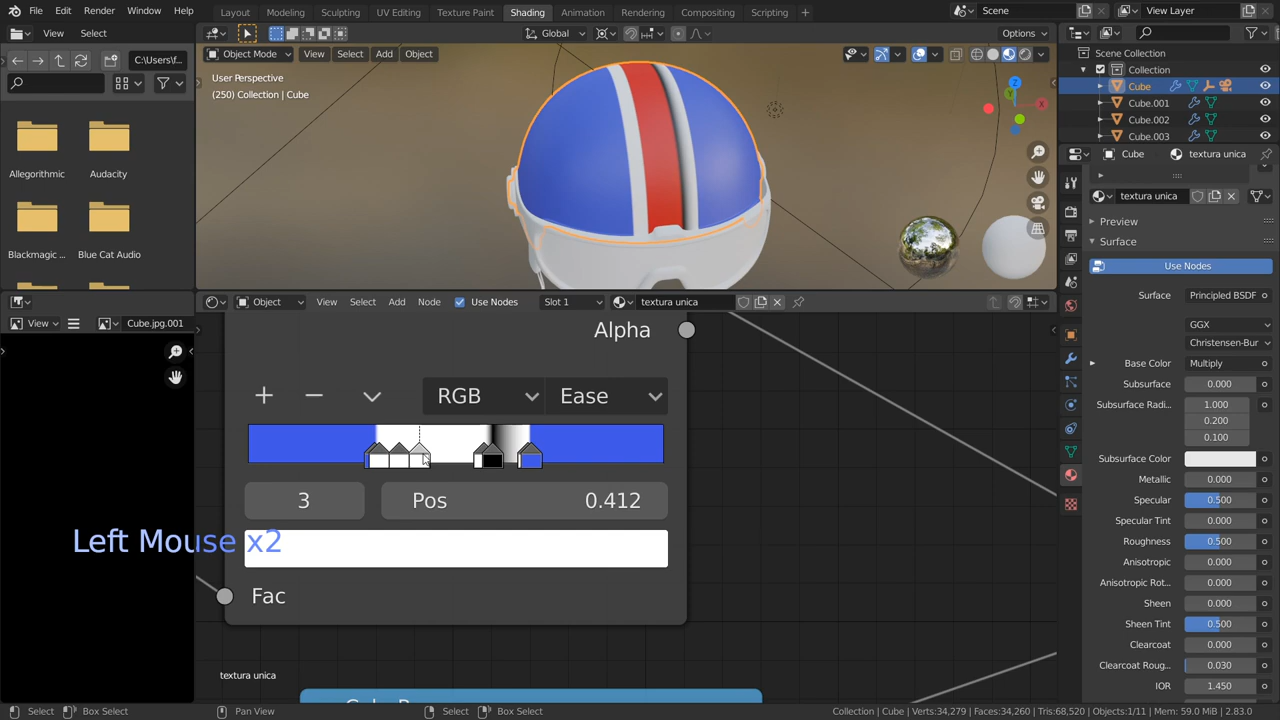 File Edit Render Window Help Layout Modeling Sculpting UV Editing Texture Paint Shading Animation Rendering Compositing Scripting + Scene View Layer
View Select Global Options
C:\Users\f... Object Mode View Select Add Object Scene Collection
User Perspective Collection
(250) Collection | Cube Cube
Cube.001
Cube.002
Cube.003
Allegorithmic Audacity
Cube textura unica
textura unica
Preview
Surface
Blackmagic ... Blue Cat Audio
Use Nodes
Surface Principled BSDF
Object View Select Add Node Use Nodes Slot 1 textura unica
View Cube.jpg.001
GGX
Christensen-Bur
Base Color Multiply
Subsurface 0.000
Subsurface Radi... 1.000
0.200
0.100
Subsurface Color
Metallic 0.000
Specular 0.500
Specular Tint 0.000
Roughness 0.500
Anisotropic 0.000
Anisotropic Rot... 0.000
Sheen 0.000
Sheen Tint 0.500
Clearcoat 0.000
Clearcoat Roug... 0.030
IOR 1.450
Alpha
+ − RGB Ease
3 Pos 0.412
Left Mouse x2
Fac
textura unica
Select Box Select Pan View Select Box Select Collection | Cube | Verts:34,279 | Faces:34,260 | Tris:68,520 | Objects:1/11 | Mem: 59.0 MiB | 2.83.0